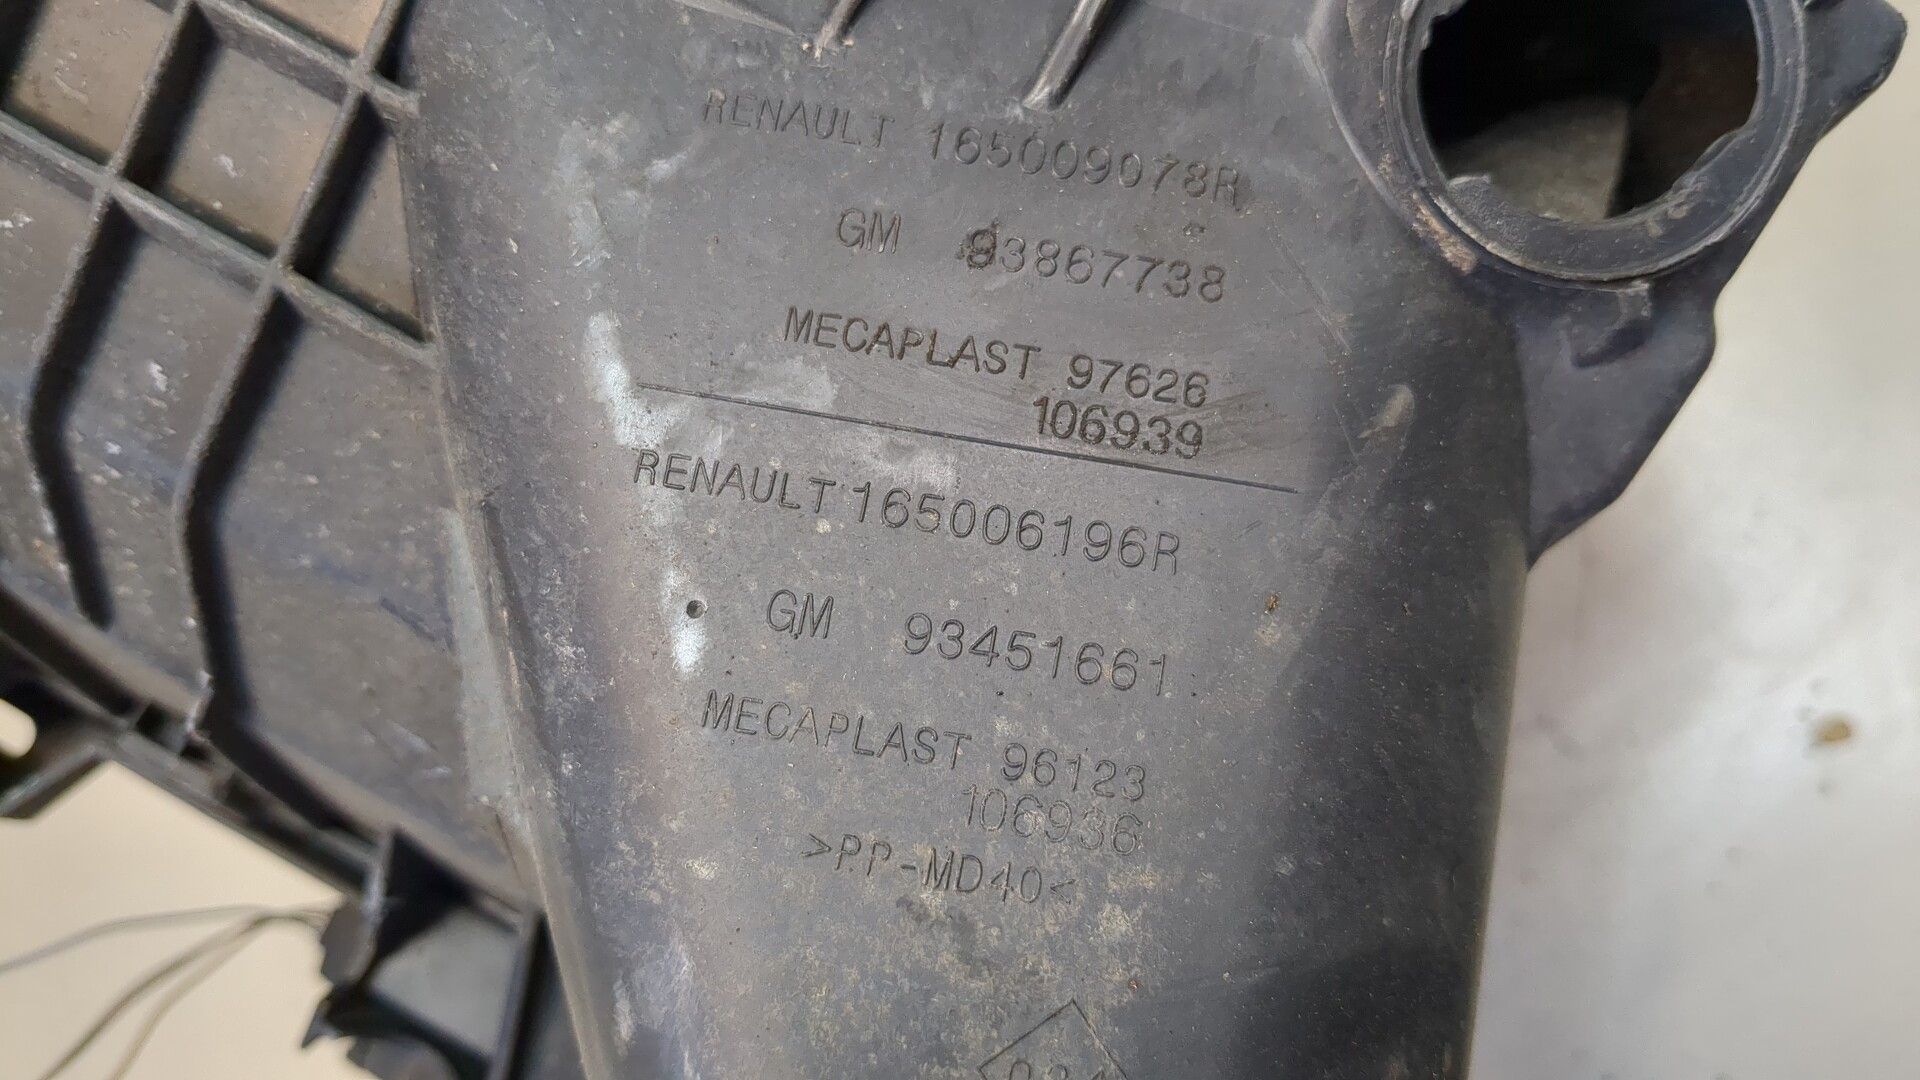 RENAULT 165009078R
GM 93867738
MECAPLAST 97626
106939
RENAULT 165006196R
GM 93451661
MECAPLAST 96123
106936
>PP-MD40<